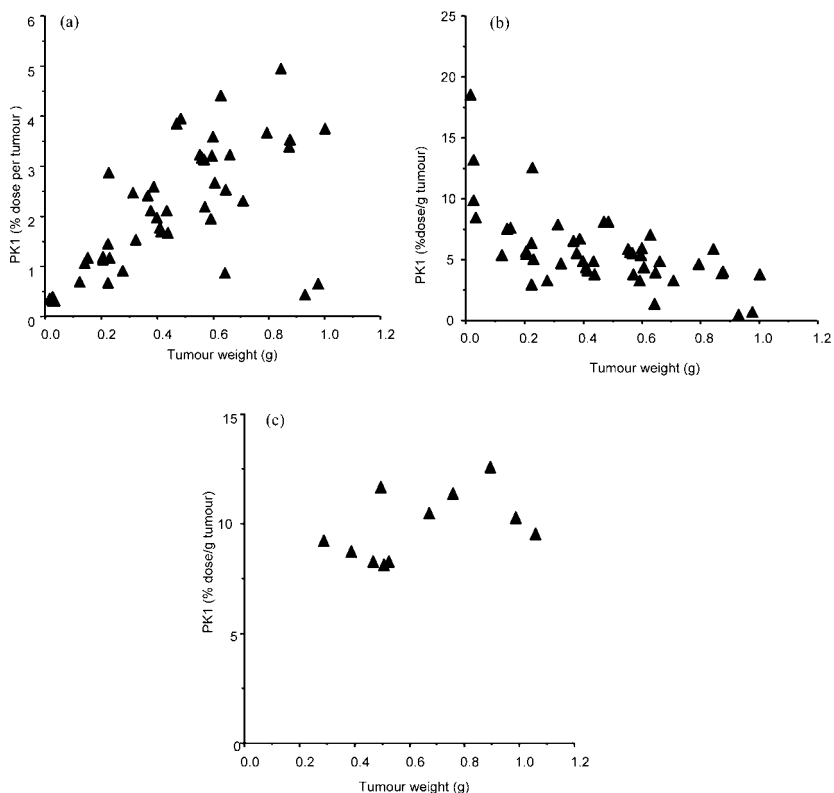 (a)
6
5
4
3
2
1
0
PK1 (% dose per tumour )
0.0 0.2 0.4 0.6 0.8 1.0 1.2
Tumour weight (g)
(b)
25
20
15
10
5
0
PK1 (%dose/g tumour)
0.0 0.2 0.4 0.6 0.8 1.0 1.2
Tumour weight (g)
(c)
15
10
5
0
PK1 (% dose/g tumour)
0.0 0.2 0.4 0.6 0.8 1.0 1.2
Tumour weight (g)